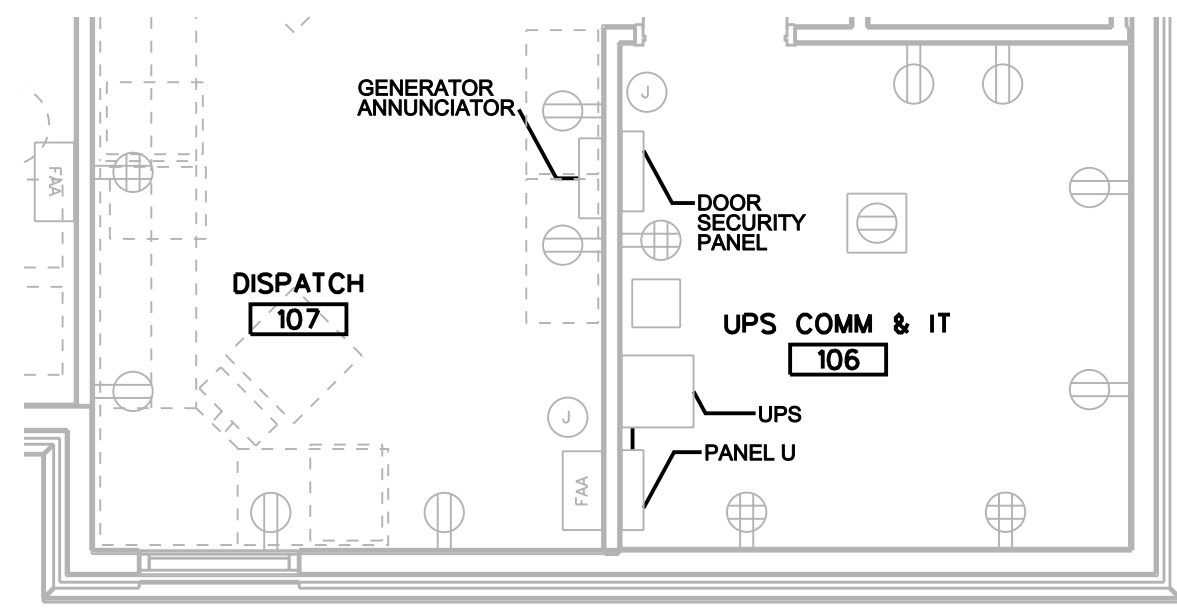 GENERATOR
ANNUNCIATOR
J
FAA
DOOR
SECURITY
PANEL
DISPATCH
107
UPS COMM & IT
106
J
UPS
PANEL U
FAA